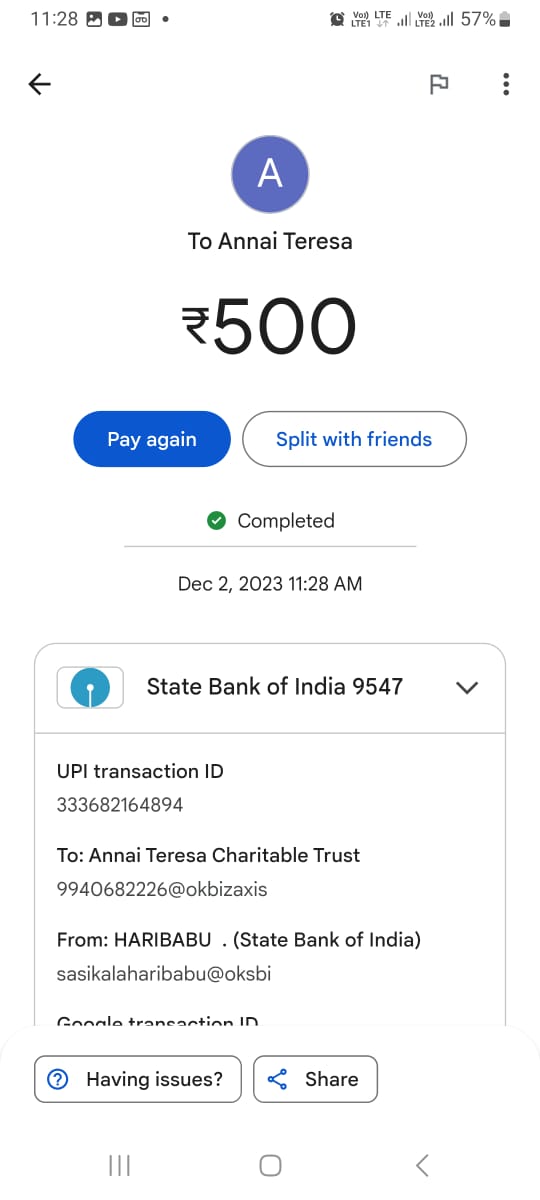 11:28
Vo) LTE LTE1 Vo) LTE2 57%
A
To Annai Teresa
₹500
Pay again
Split with friends
Completed
Dec 2, 2023 11:28 AM
State Bank of India 9547
UPI transaction ID
333682164894
To: Annai Teresa Charitable Trust
9940682226@okbizaxis
From: HARIBABU . (State Bank of India)
sasikalaharibabu@oksbi
Google transaction ID
Having issues?
Share